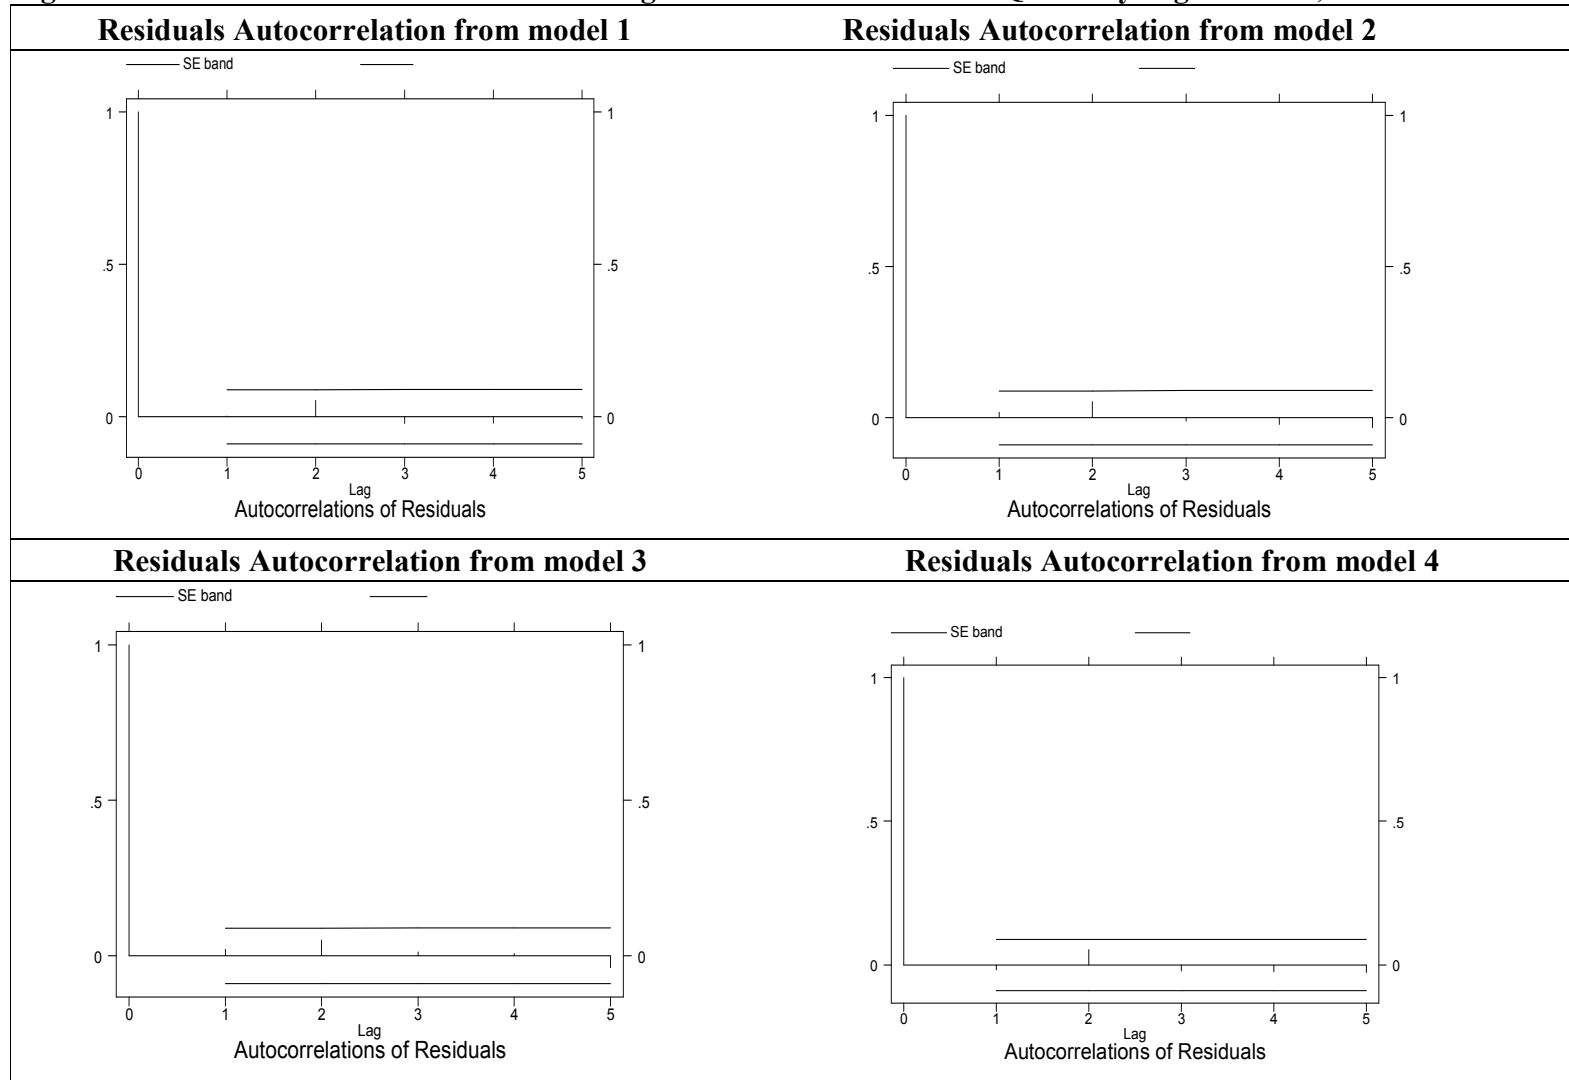 Residuals Autocorrelation from model 1
Residuals Autocorrelation from model 2
SE band
1
.5
0
1
.5
0
0 1 2 3 4 5
Lag
Autocorrelations of Residuals
SE band
1
.5
0
1
.5
0
0 1 2 3 4 5
Lag
Autocorrelations of Residuals
Residuals Autocorrelation from model 3
Residuals Autocorrelation from model 4
SE band
1
.5
0
1
.5
0
0 1 2 3 4 5
Lag
Autocorrelations of Residuals
SE band
1
.5
0
1
.5
0
0 1 2 3 4 5
Lag
Autocorrelations of Residuals